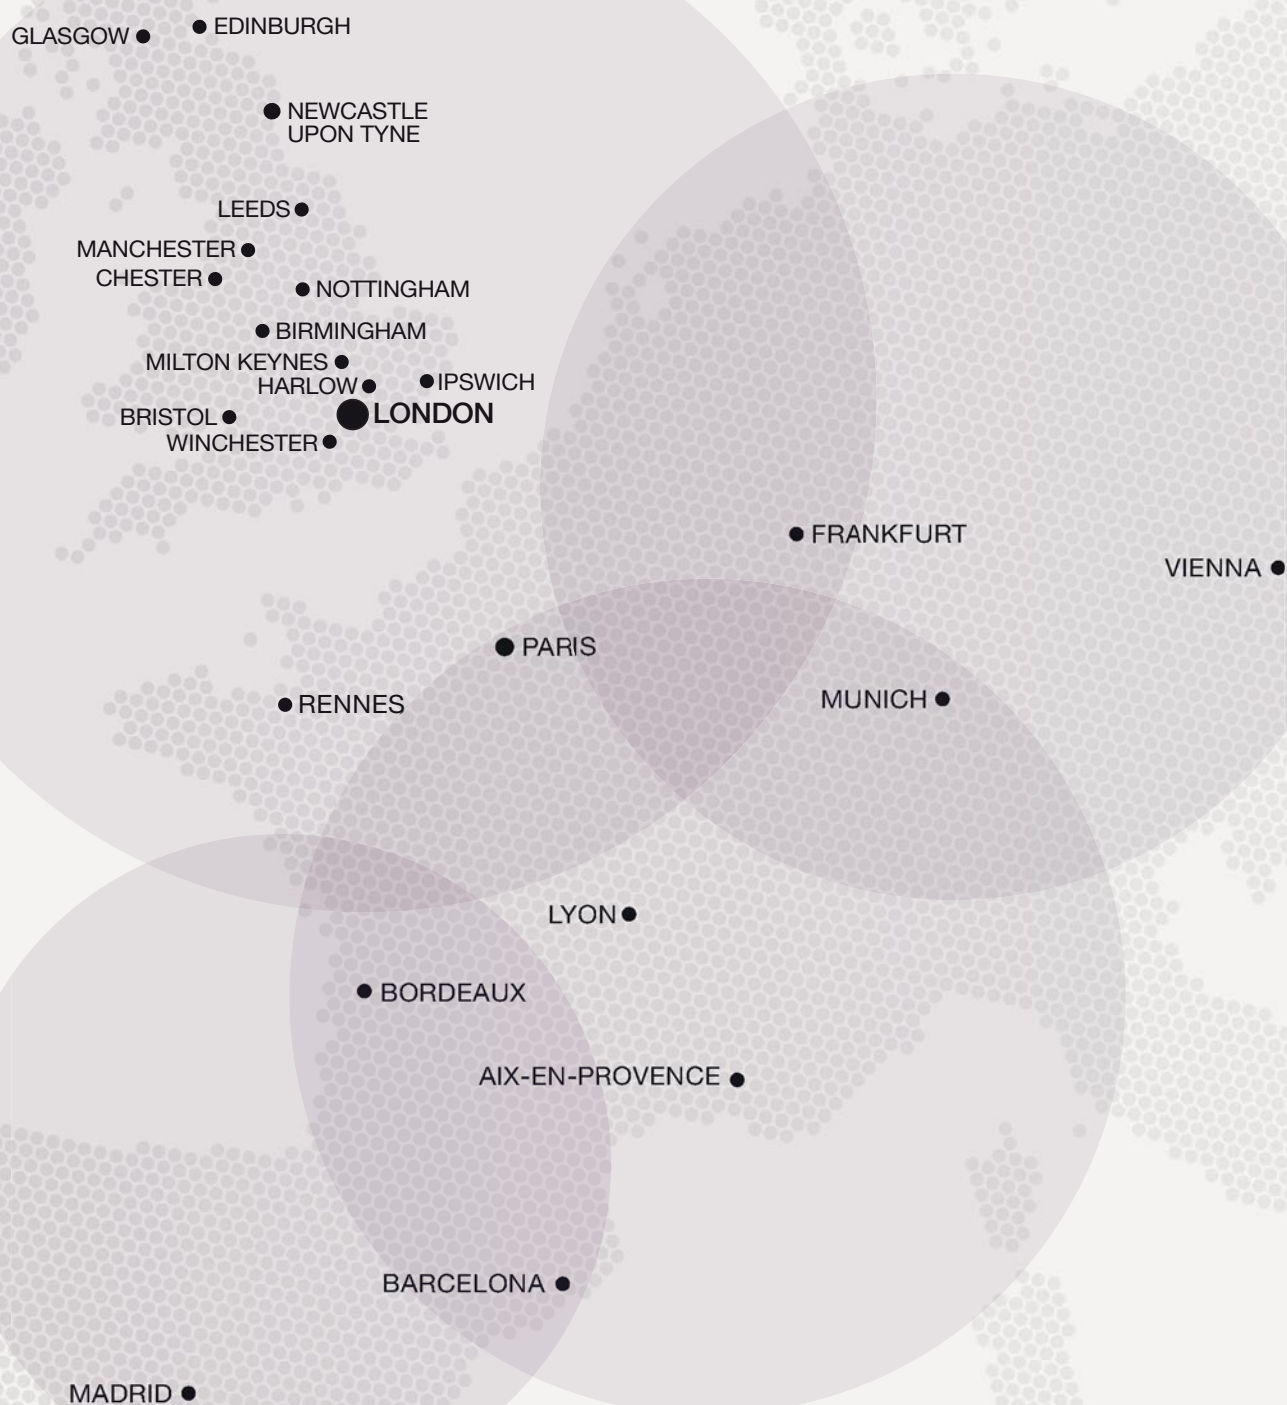 EDINBURGH
GLASGOW
NEWCASTLE
UPON TYNE
LEEDS
MANCHESTER
CHESTER
NOTTINGHAM
BIRMINGHAM
MILTON KEYNES
HARLOW
IPSWICH
LONDON
BRISTOL
WINCHESTER
FRANKFURT
VIENNA
PARIS
RENNES
MUNICH
LYON
BORDEAUX
AIX-EN-PROVENCE
BARCELONA
MADRID